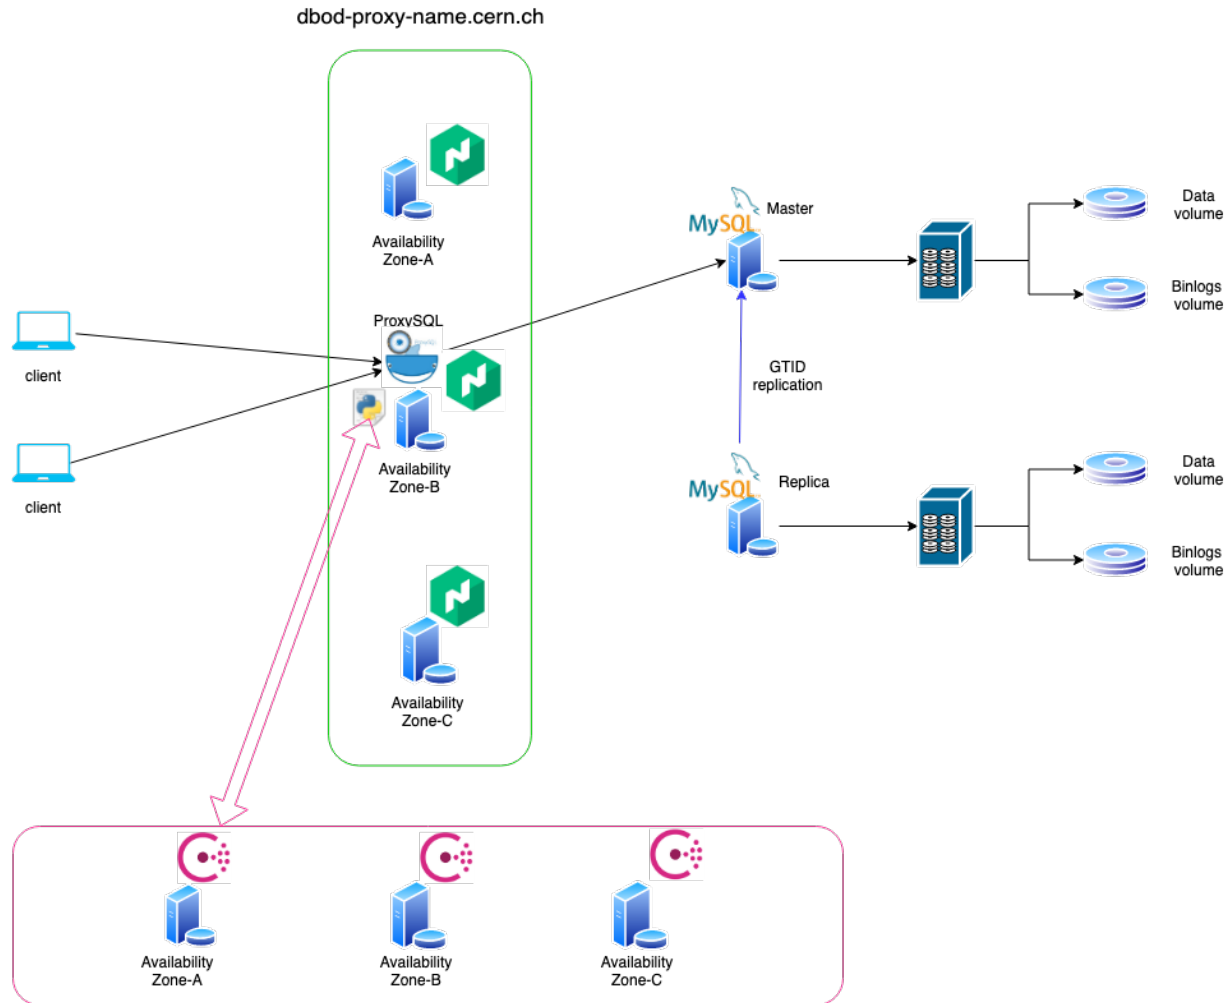 dbod-proxy-name.cern.ch
Availability
Zone-A
ProxySQL
Availability
Zone-B
Availability
Zone-C
client
client
MySQL
Master
GTID
replication
MySQL
Replica
Data
volume
Binlogs
volume
Data
volume
Binlogs
volume
Availability
Zone-A
Availability
Zone-B
Availability
Zone-C